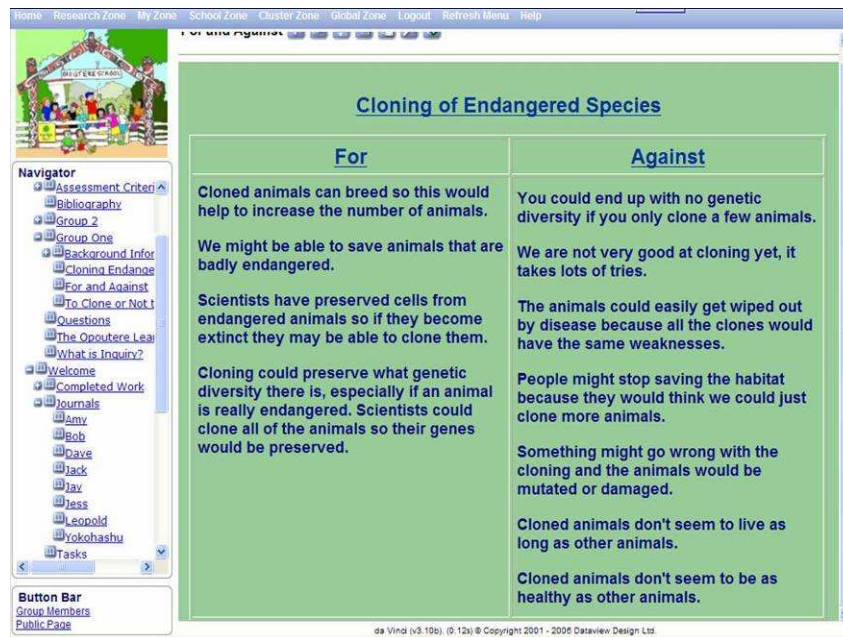 Home Research Zone My Zone School Zone Cluster Zone Global Zone Logout Refresh Menu Help
For and Against
Navigator
Assessment Criteri
Bibliography
Group 2
Group One
Background Infor
Cloning Endange
For and Against
To Clone or Not t
Questions
The Opoutere Lear
What is Inquiry?
Welcome
Completed Work
Journals
Amy
Bob
Dave
Jack
Jay
Jess
Leopold
Yokohashu
Tasks
Button Bar
Group Members
Public Page
Cloning of Endangered Species
For
Cloned animals can breed so this would
help to increase the number of animals.
We might be able to save animals that are
badly endangered.
Scientists have preserved cells from
endangered animals so if they become
extinct they may be able to clone them.
Cloning could preserve what genetic
diversity there is, especially if an animal
is really endangered. Scientists could
clone all of the animals so their genes
would be preserved.
Against
You could end up with no genetic
diversity if you only clone a few animals.
We are not very good at cloning yet, it
takes lots of tries.
The animals could easily get wiped out
by disease because all the clones would
have the same weaknesses.
People might stop saving the habitat
because they would think we could just
clone more animals.
Something might go wrong with the
cloning and the animals would be
mutated or damaged.
Cloned animals don't seem to live as
long as other animals.
Cloned animals don't seem to be as
healthy as other animals.
da Vinci (v3.10b). (0.12s) © Copyright 2001 - 2006 Dataview Design Ltd.